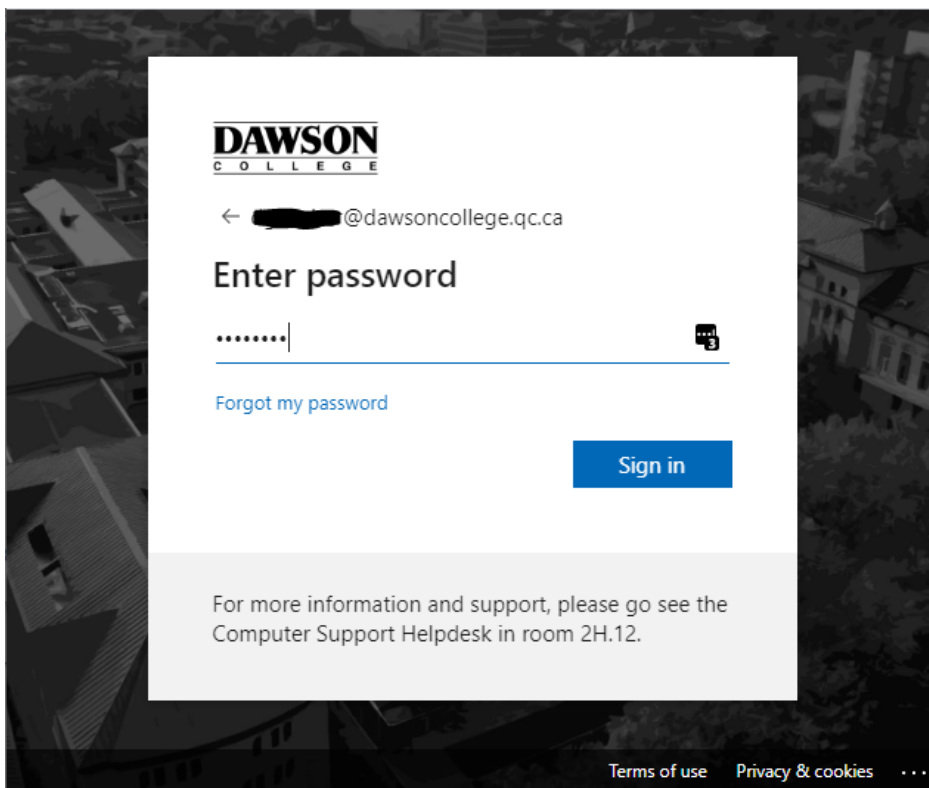 DAWSON
COLLEGE
@dawsoncollege.qc.ca
Enter password
••••••••
3
Forgot my password
Sign in
For more information and support, please go see the
Computer Support Helpdesk in room 2H.12.
Terms of use Privacy & cookies ...